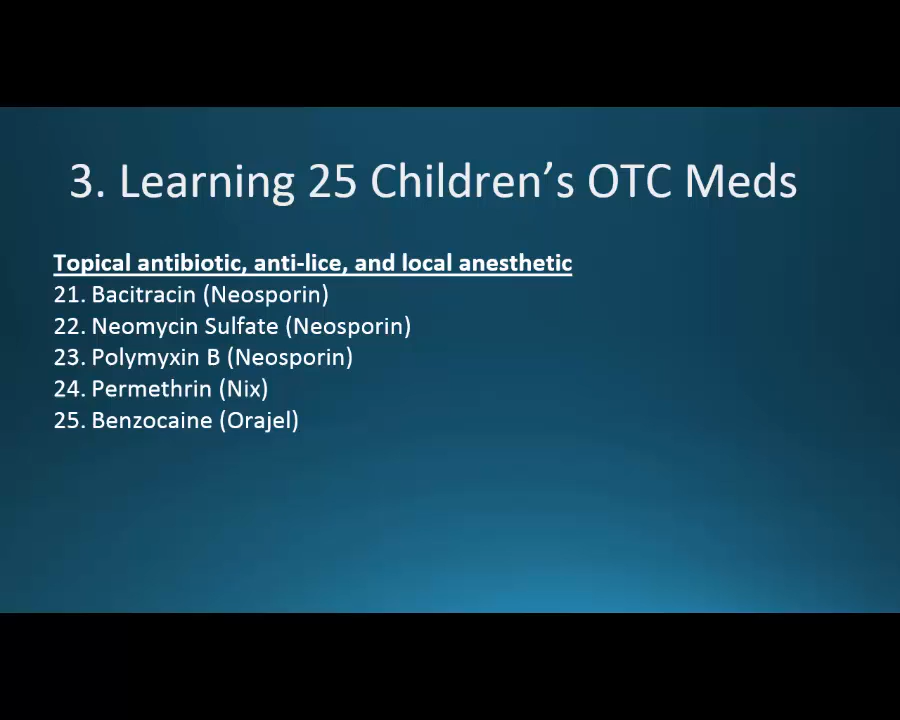 3. Learning 25 Children’s OTC Meds
Topical antibiotic, anti-lice, and local anesthetic
21. Bacitracin (Neosporin)
22. Neomycin Sulfate (Neosporin)
23. Polymyxin B (Neosporin)
24. Permethrin (Nix)
25. Benzocaine (Orajel)